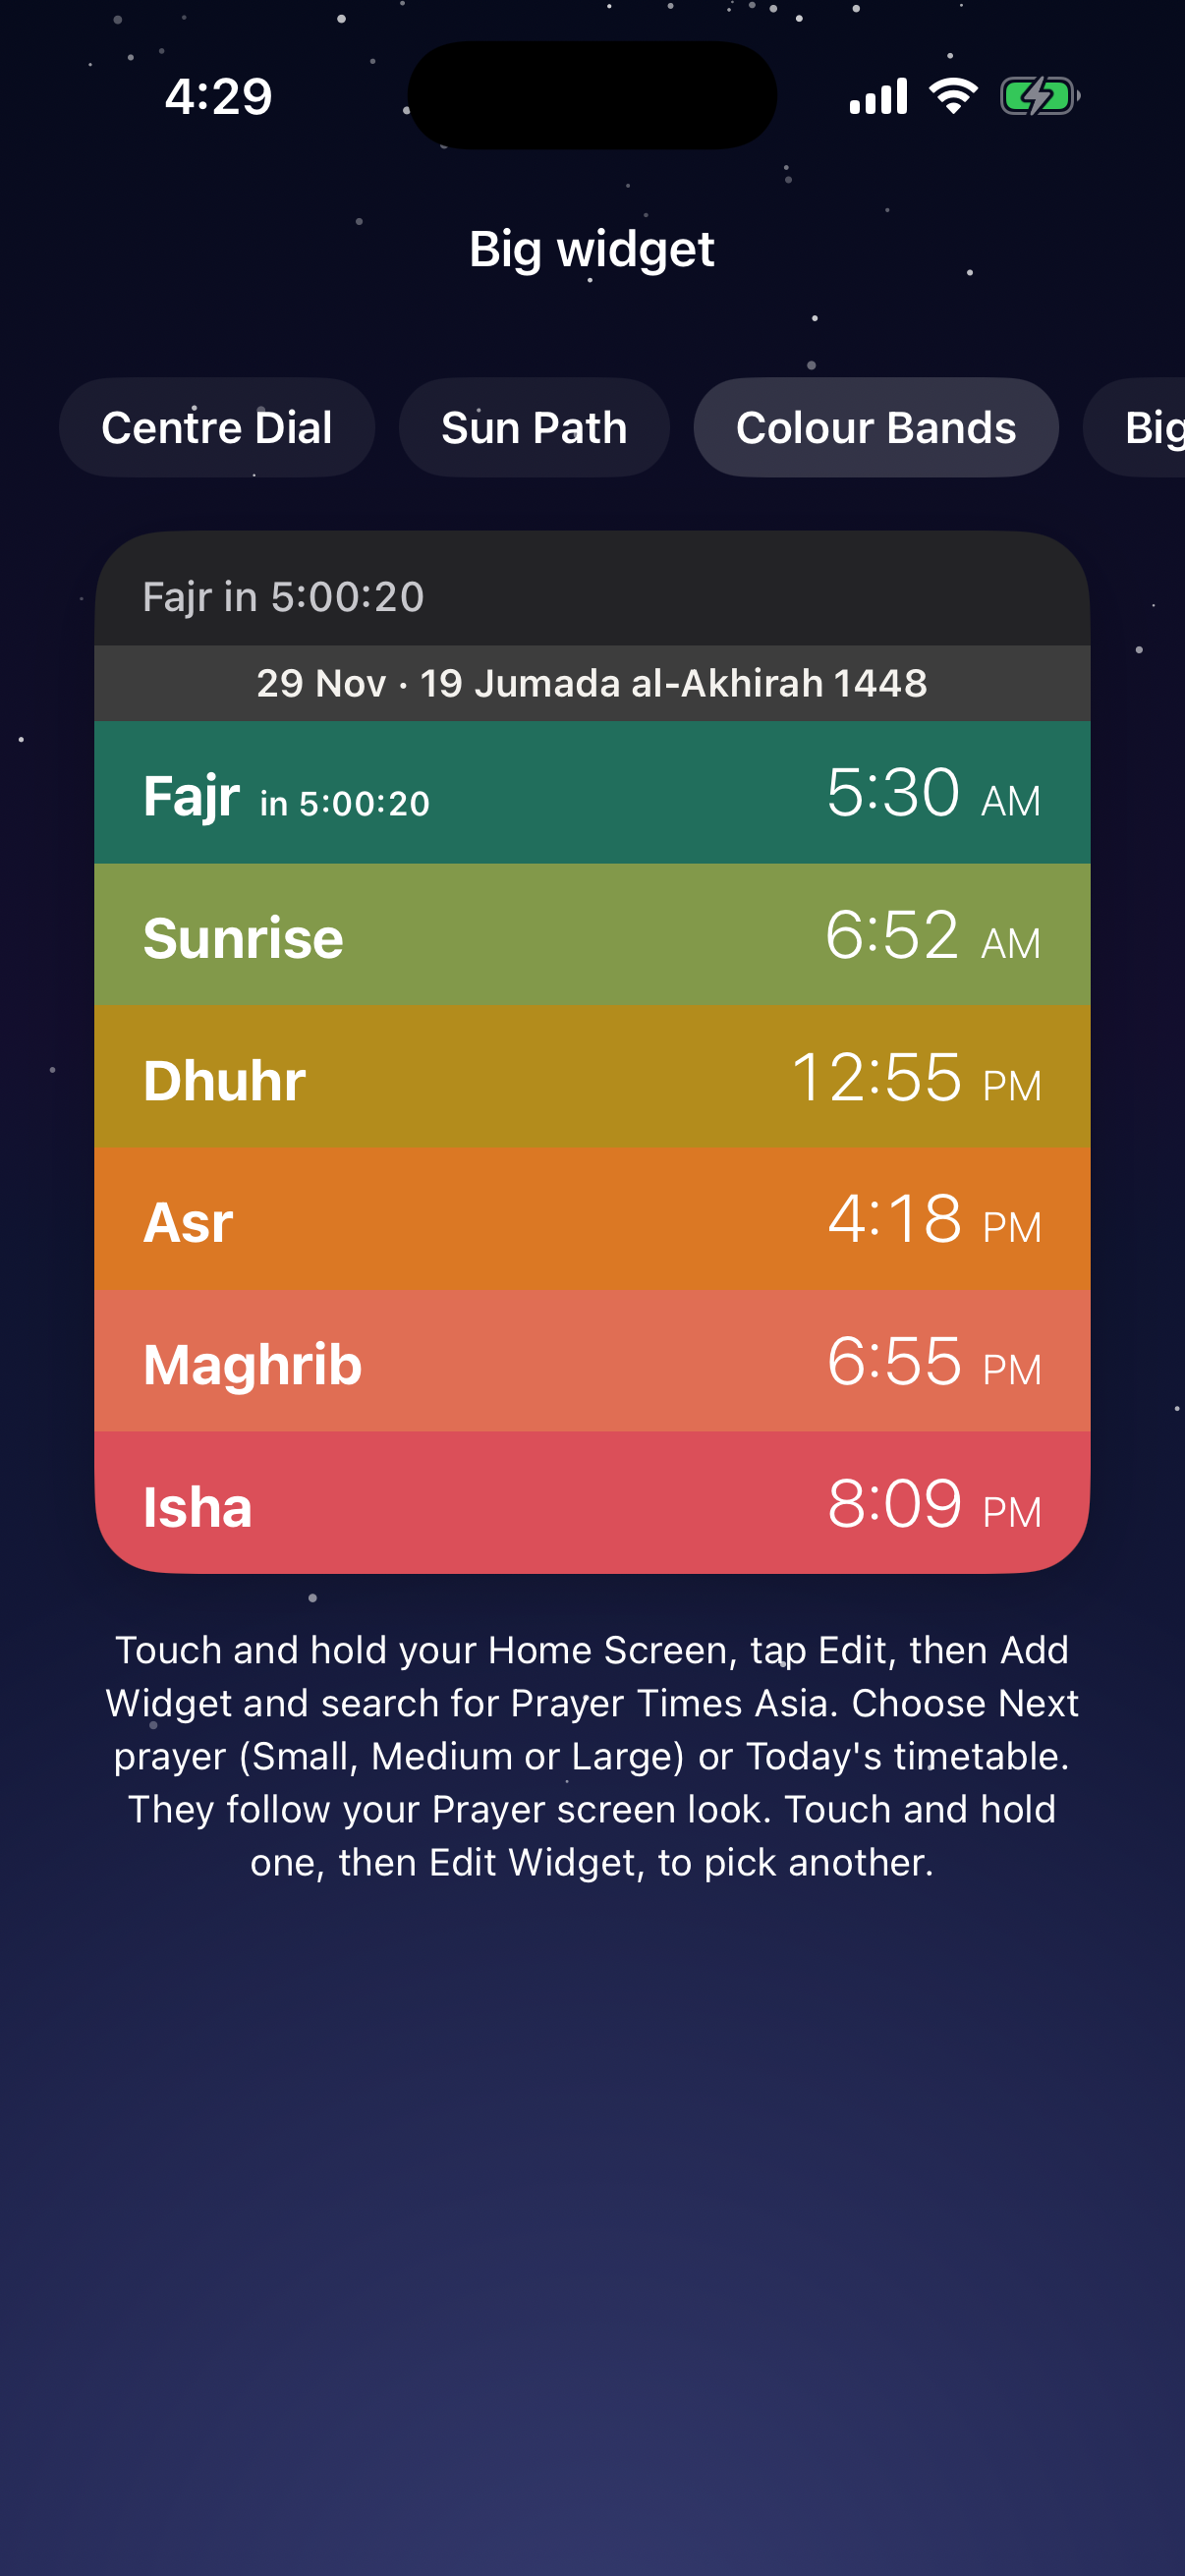 4:29
Big widget
Centre Dial
Sun Path
Colour Bands
Big
Fajr in 5:00:20
29 Nov · 19 Jumada al-Akhirah 1448
Fajr in 5:00:20 5:30 AM
Sunrise 6:52 AM
Dhuhr 12:55 PM
Asr 4:18 PM
Maghrib 6:55 PM
Isha 8:09 PM
Touch and hold your Home Screen, tap Edit, then Add
Widget and search for Prayer Times Asia. Choose Next
prayer (Small, Medium or Large) or Today's timetable.
They follow your Prayer screen look. Touch and hold
one, then Edit Widget, to pick another.